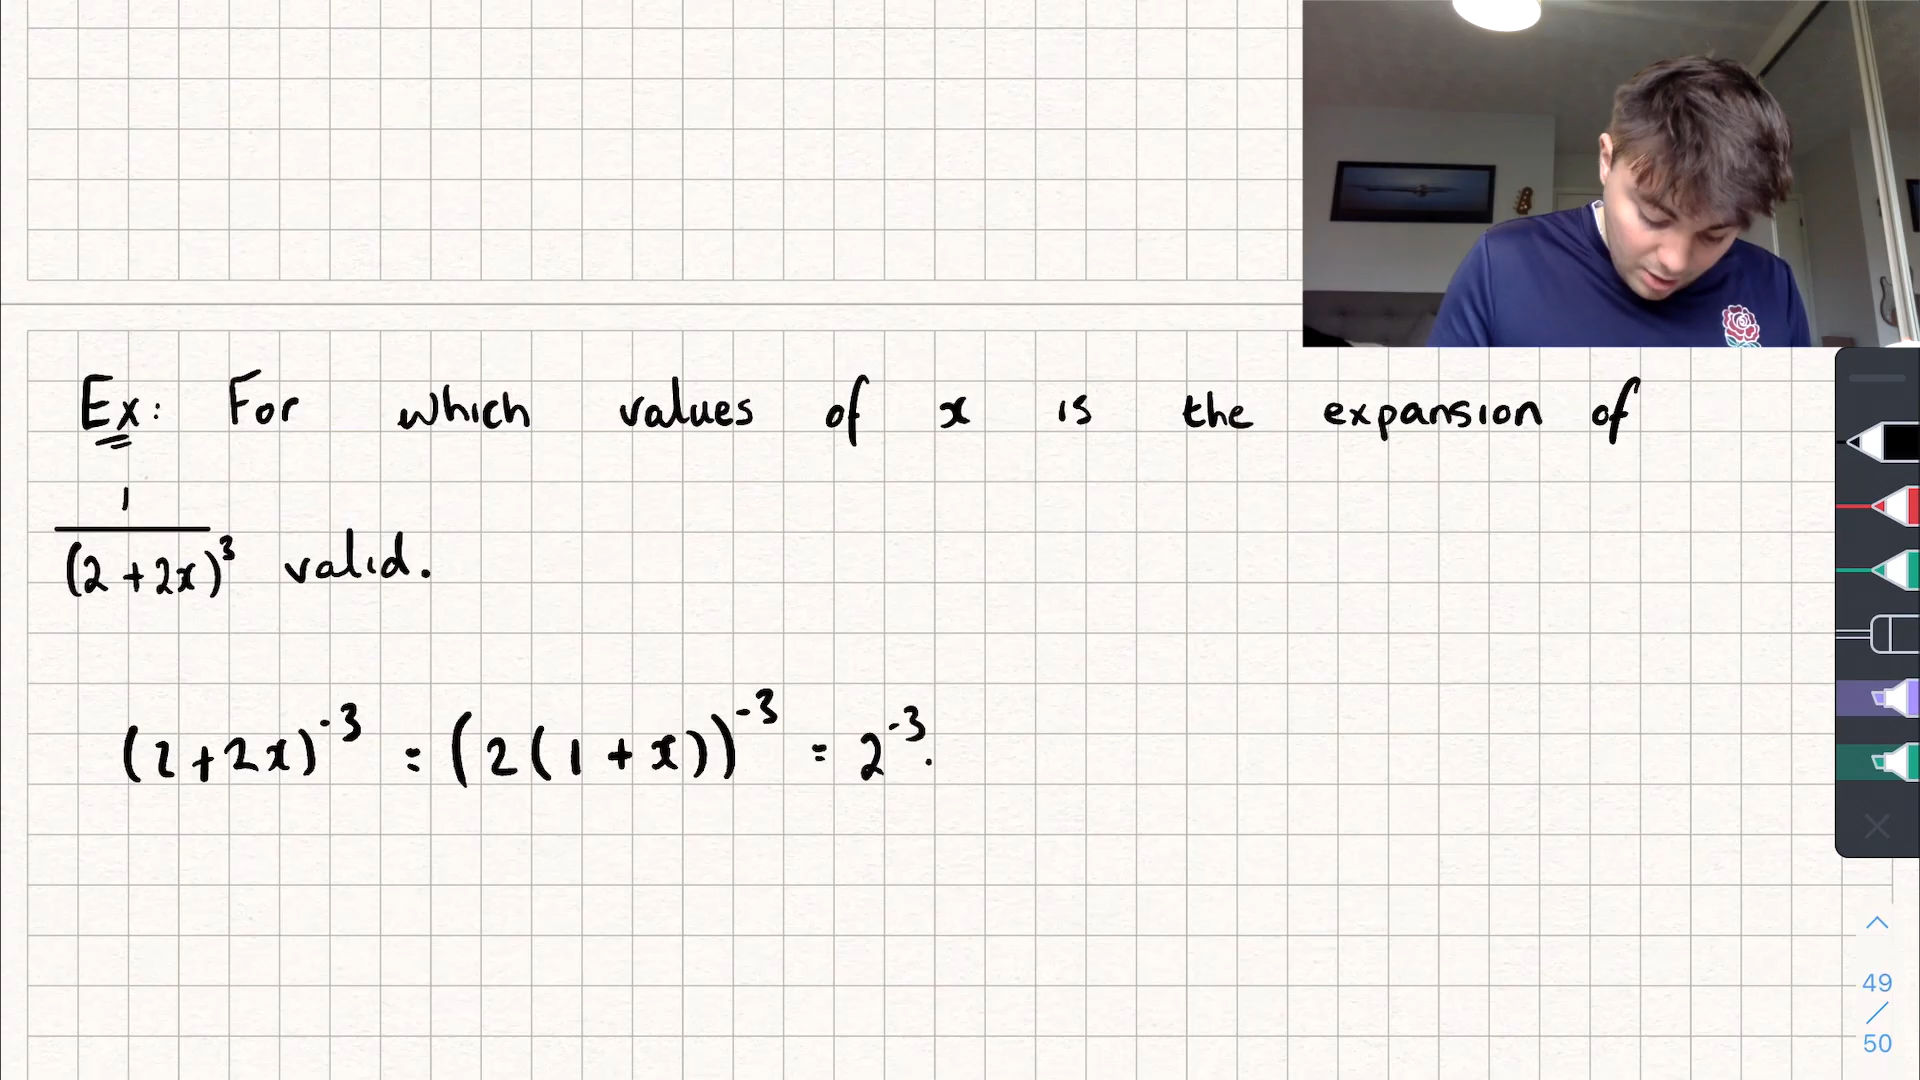 Ex: For which values of x is the expansion of
1/(2+2x)³ valid.
(2+2x)⁻³ = (2(1+x))⁻³ = 2⁻³.
49
/
50